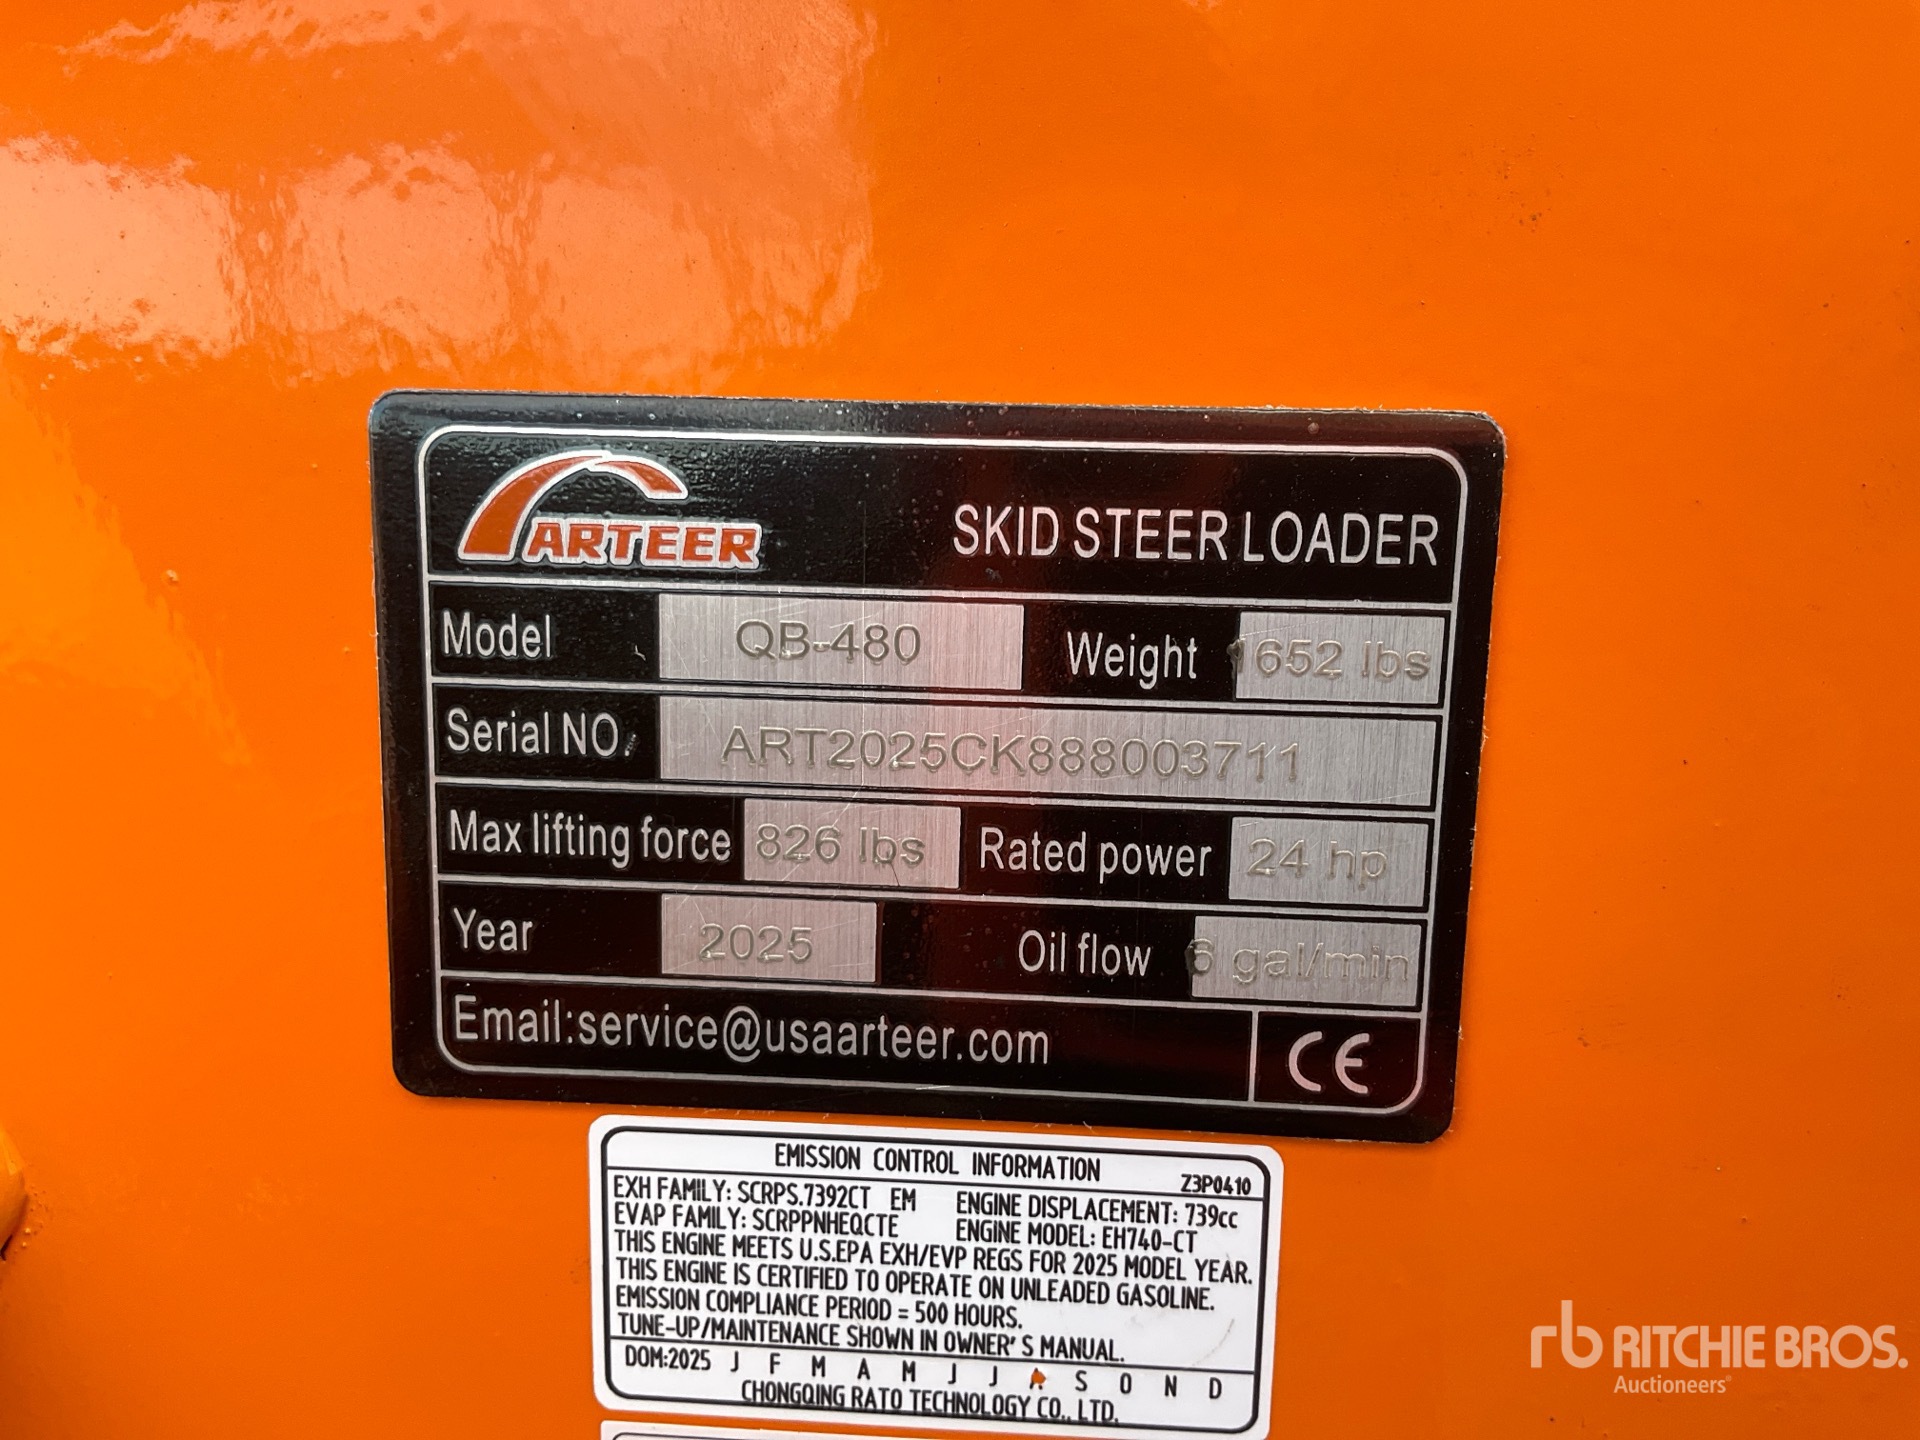 ARTEER
SKID STEER LOADER
Model QB-480 Weight 1652 lbs
Serial NO. ART2025CK888003711
Max lifting force 826 lbs Rated power 24 hp
Year 2025 Oil flow 6 gal/min
Email:service@usaarteer.com CE
EMISSION CONTROL INFORMATION Z3P0410
EXH FAMILY: SCRPS.7392CT EM ENGINE DISPLACEMENT: 739cc
EVAP FAMILY: SCRPPNHEQCTE ENGINE MODEL: EH740-CT
THIS ENGINE MEETS U.S.EPA EXH/EVP REGS FOR 2025 MODEL YEAR.
THIS ENGINE IS CERTIFIED TO OPERATE ON UNLEADED GASOLINE.
EMISSION COMPLIANCE PERIOD = 500 HOURS.
TUNE-UP/MAINTENANCE SHOWN IN OWNER'S MANUAL.
DOM:2025 J F M A M J J A S O N D
CHONGQING RATO TECHNOLOGY CO., LTD.
rb RITCHIE BROS.
Auctioneers®